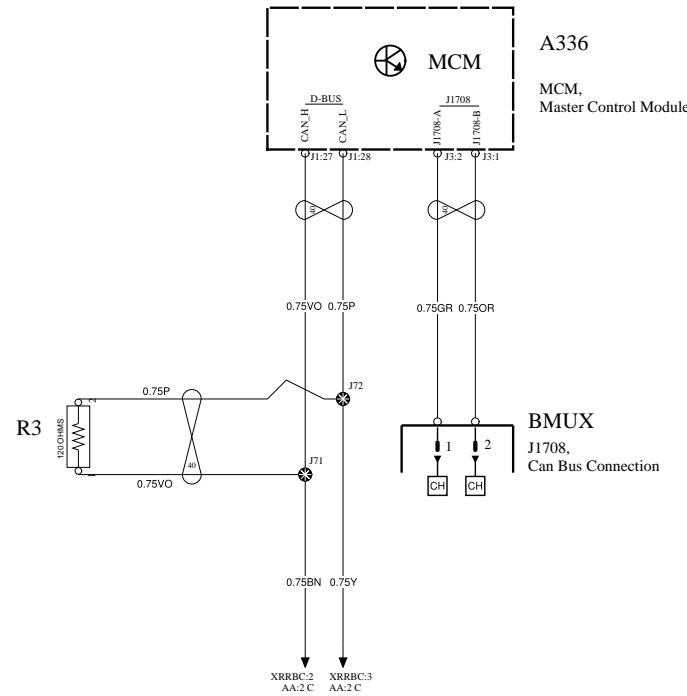 A336
MCM
MCM,
Master Control Module
D-BUS
J1708
CAN_H
CAN_L
J1708-A
J1708-B
J1:27
J1:28
J3:2
J3:1
40
40
0.75VO
0.75P
0.75GR
0.75OR
0.75P
J72
R3
120 OHMS
2
1
40
J71
0.75VO
BMUX
J1708,
Can Bus Connection
1
2
CH
CH
0.75BN
0.75Y
XRRBC:2
AA:2 C
XRRBC:3
AA:2 C